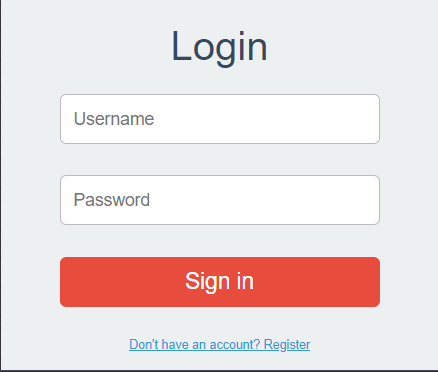 Login
Username
Password
Sign in
Don't have an account? Register